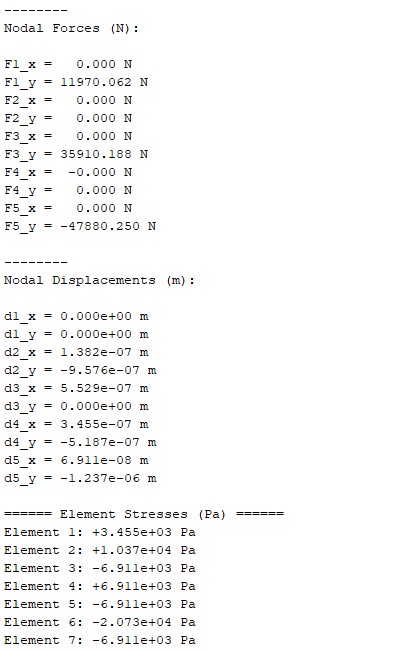 --------
Nodal Forces (N):
F1_x =   0.000 N
F1_y = 11970.062 N
F2_x =   0.000 N
F2_y =   0.000 N
F3_x =   0.000 N
F3_y = 35910.188 N
F4_x =  -0.000 N
F4_y =   0.000 N
F5_x =   0.000 N
F5_y = -47880.250 N
--------
Nodal Displacements (m):
d1_x = 0.000e+00 m
d1_y = 0.000e+00 m
d2_x = 1.382e-07 m
d2_y = -9.576e-07 m
d3_x = 5.529e-07 m
d3_y = 0.000e+00 m
d4_x = 3.455e-07 m
d4_y = -5.187e-07 m
d5_x = 6.911e-08 m
d5_y = -1.237e-06 m
====== Element Stresses (Pa) ======
Element 1: +3.455e+03 Pa
Element 2: +1.037e+04 Pa
Element 3: -6.911e+03 Pa
Element 4: +6.911e+03 Pa
Element 5: -6.911e+03 Pa
Element 6: -2.073e+04 Pa
Element 7: -6.911e+03 Pa